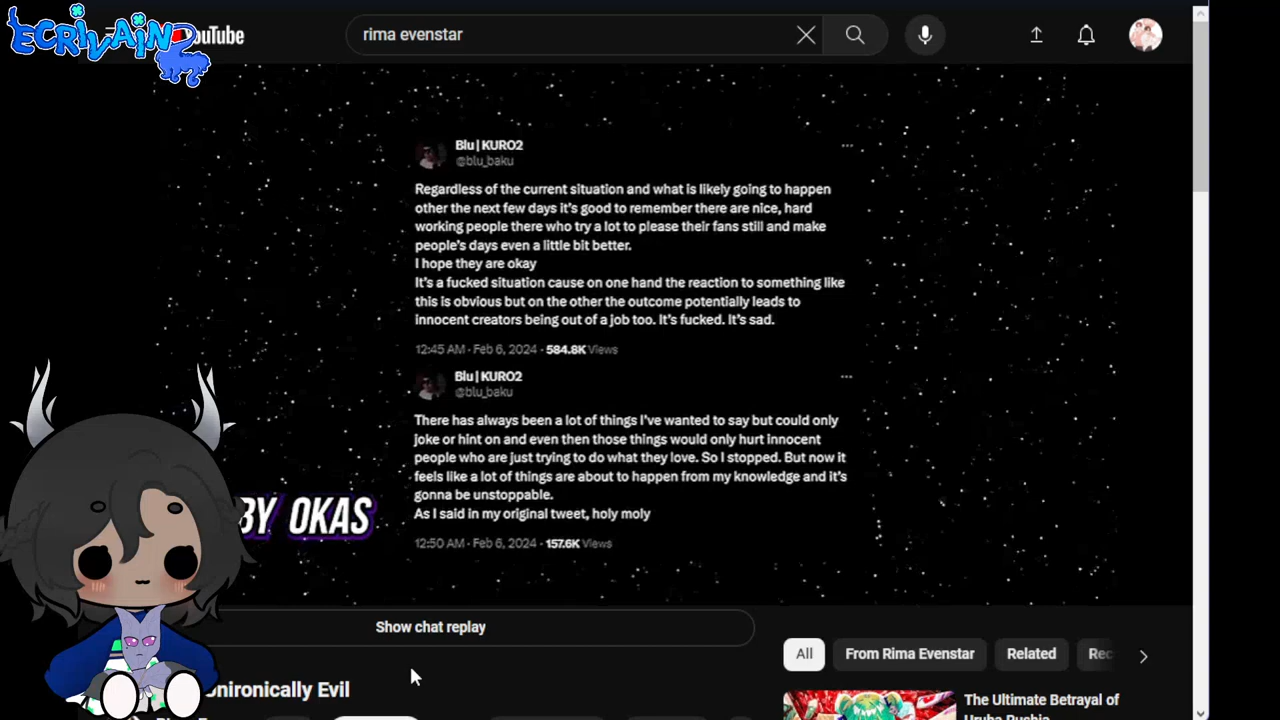 ECRIVAIN
ouTube
rima evenstar
Blu | KURO2
@blu_baku
Regardless of the current situation and what is likely going to happen
other the next few days it's good to remember there are nice, hard
working people there who try a lot to please their fans still and make
people's days even a little bit better.
I hope they are okay
It's a fucked situation cause on one hand the reaction to something like
this is obvious but on the other the outcome potentially leads to
innocent creators being out of a job too. It's fucked. It's sad.
12:45 AM · Feb 6, 2024 · 584.8K Views
Blu | KURO2
@blu_baku
There has always been a lot of things I've wanted to say but could only
joke or hint on and even then those things would only hurt innocent
people who are just trying to do what they love. So I stopped. But now it
feels like a lot of things are about to happen from my knowledge and it's
gonna be unstoppable.
As I said in my original tweet, holy moly
12:50 AM · Feb 6, 2024 · 157.6K Views
BY OKAS
Show chat replay
All
From Rima Evenstar
Related
Rec
Unironically Evil
The Ultimate Betrayal of